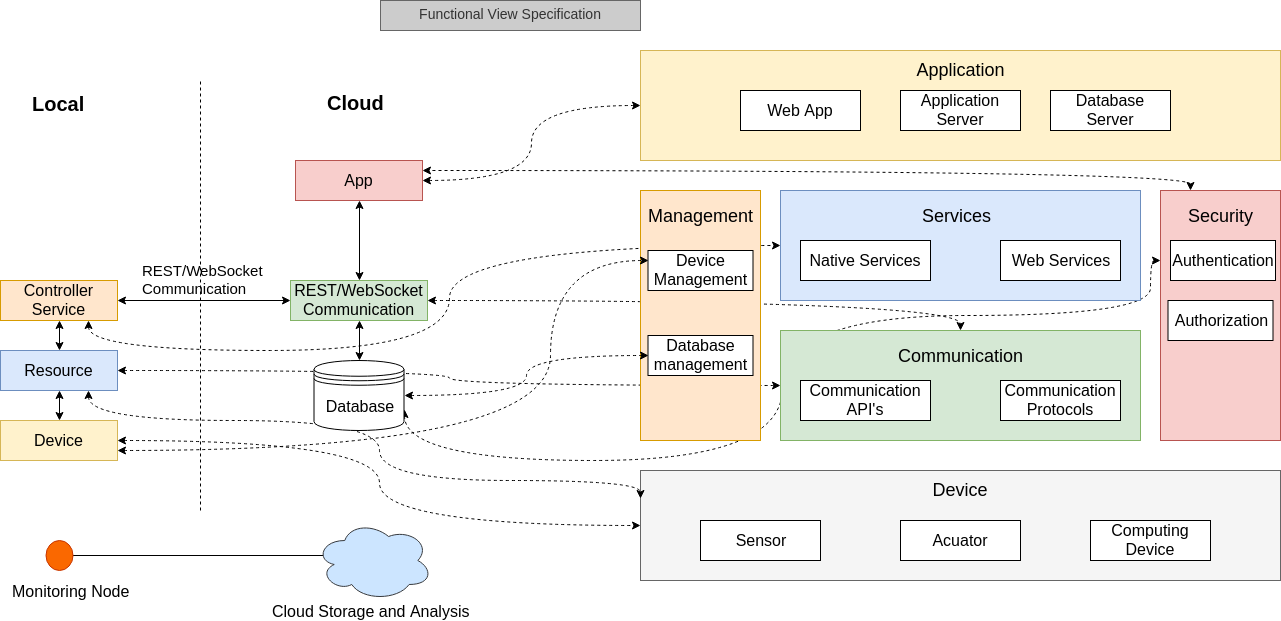 Functional View Specification
Local
Cloud
App
REST/WebSocket
Communication
Controller
Service
REST/WebSocket
Communication
Resource
Database
Device
Monitoring Node
Cloud Storage and Analysis
Application
Web App
Application
Server
Database
Server
Management
Device
Management
Database
management
Services
Native Services
Web Services
Security
Authentication
Authorization
Communication
Communication
API's
Communication
Protocols
Device
Sensor
Acuator
Computing
Device